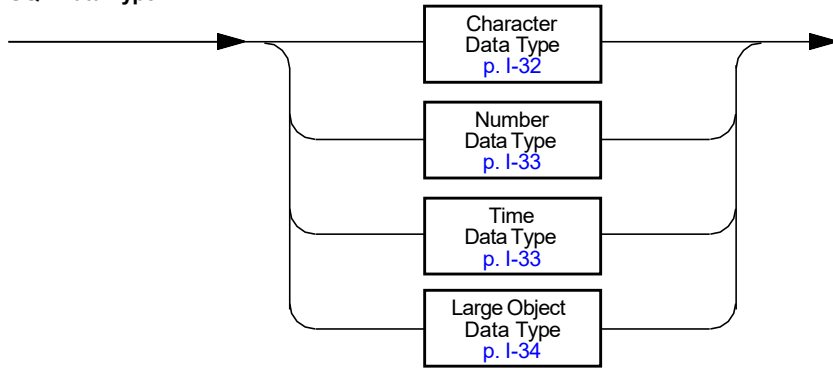 Character
Data Type
p. I-32
Number
Data Type
p. I-33
Time
Data Type
p. I-33
Large Object
Data Type
p. I-34